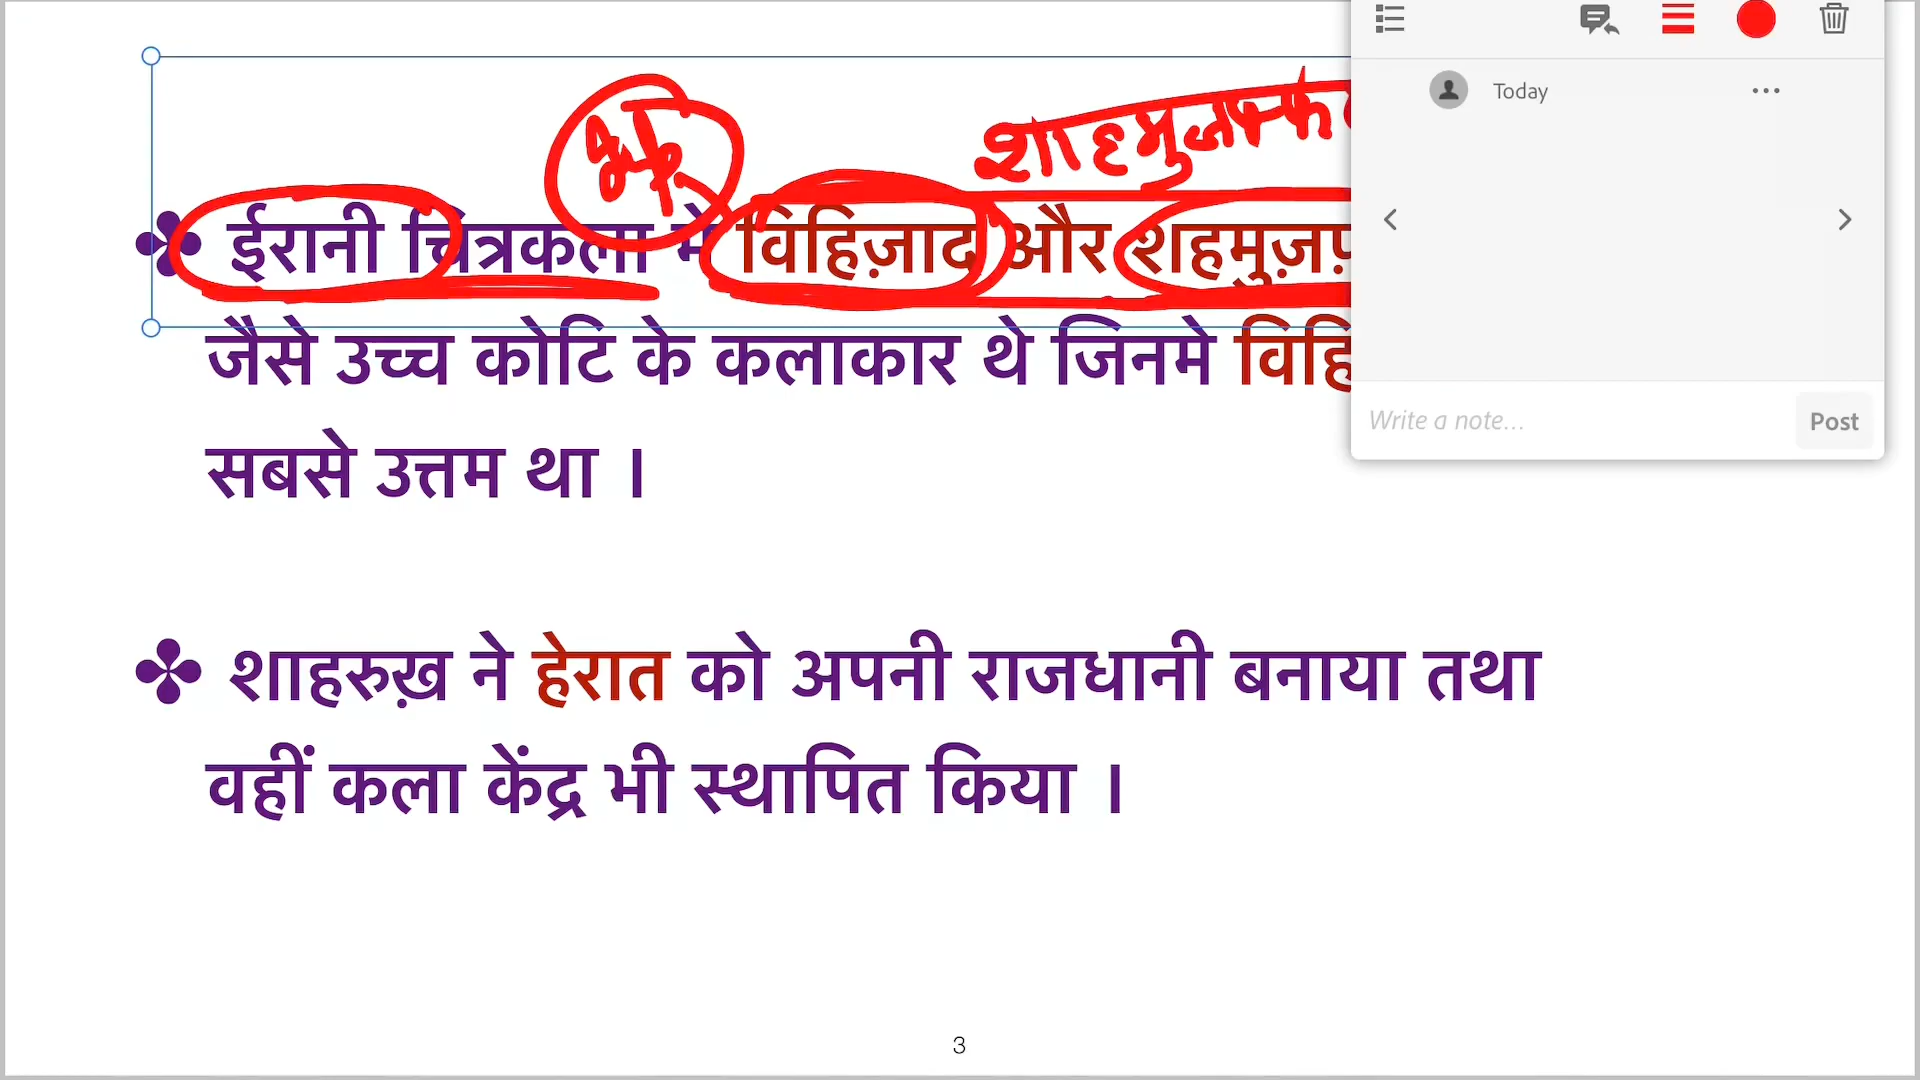 Today
ईरानी चित्रकला मे विहिज़ाद और
जैसे उच्च कोटि के कलाकार थे जिनमे
सबसे उत्तम था ।
Write a note...
Post
शाहरुख़ ने हेरात को अपनी राजधानी बनाया तथा
वहीं कला केंद्र भी स्थापित किया ।
3